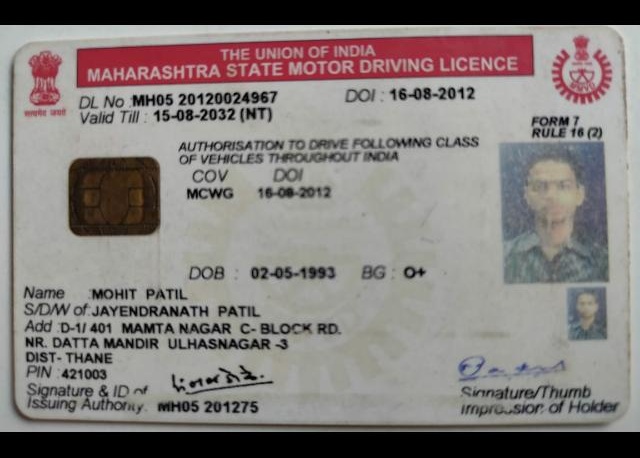 THE UNION OF INDIA
MAHARASHTRA STATE MOTOR DRIVING LICENCE
सत्यमेव जयते
DL No : MH05 20120024967 DOI : 16-08-2012
Valid Till : 15-08-2032 (NT)
FORM 7
RULE 16 (2)
AUTHORISATION TO DRIVE FOLLOWING CLASS
OF VEHICLES THROUGHOUT INDIA
COV DOI
MCWG 16-08-2012
DOB : 02-05-1993 BG : O+
Name : MOHIT PATIL
S/D/W of : JAYENDRANATH PATIL
Add : D-1/ 401 MAMTA NAGAR C- BLOCK RD.
NR. DATTA MANDIR ULHASNAGAR -3
DIST- THANE
PIN : 421003
Signature & ID of
Issuing Authority: MH05 201275
Signature/Thumb
Impression of Holder